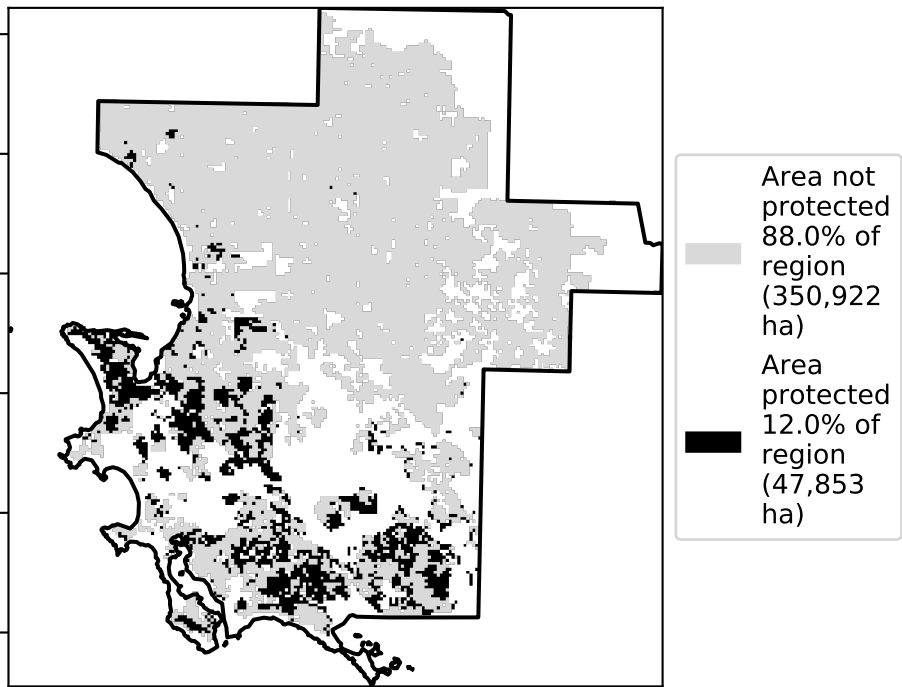 Area not
protected
88.0% of
region
(350,922
ha)
Area
protected
12.0% of
region
(47,853
ha)